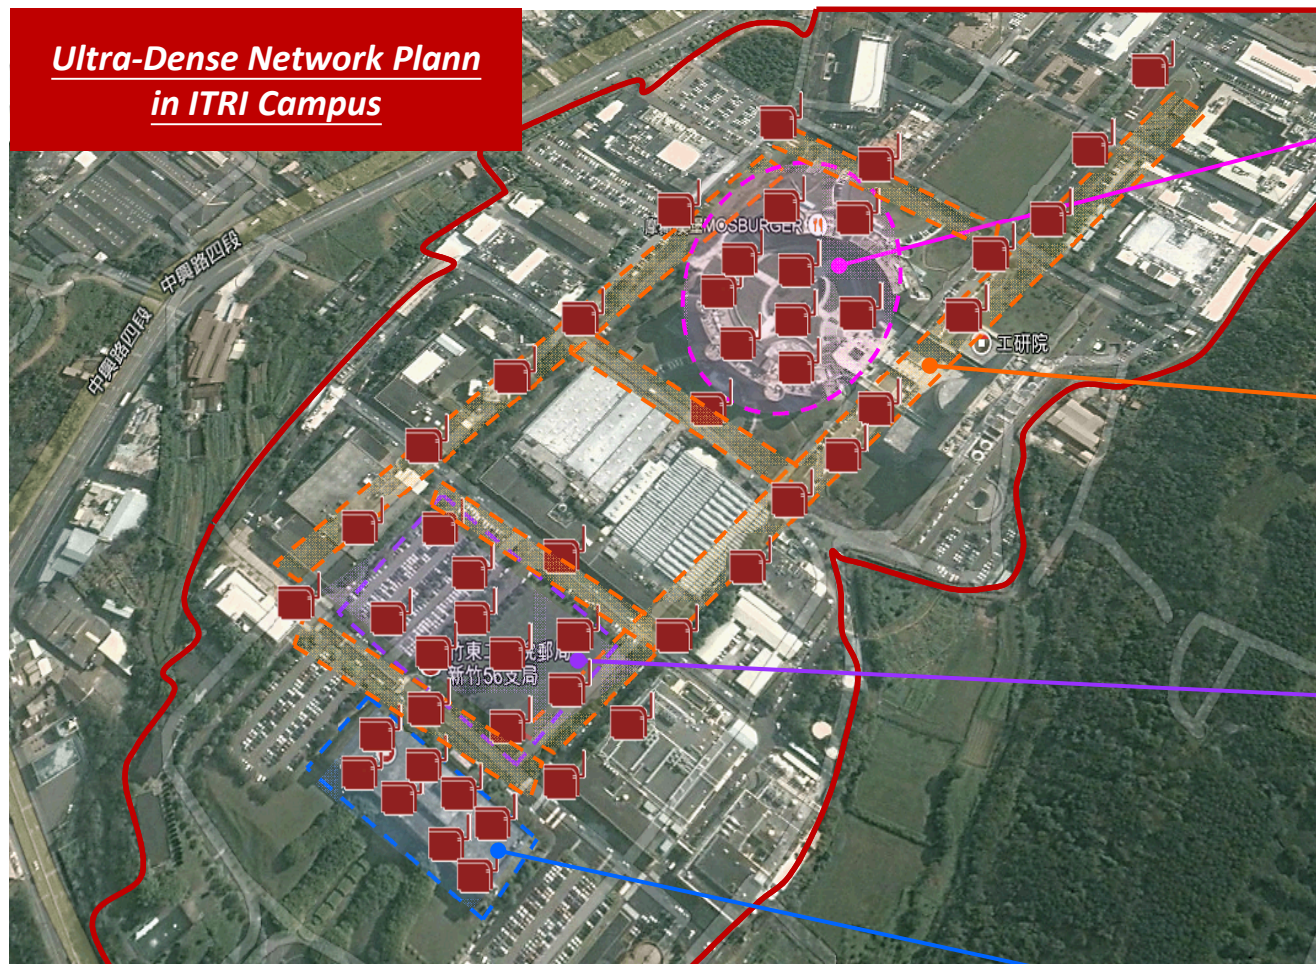 Ultra-Dense Network Plann
in ITRI Campus
MOSBURGER
中興路四段
中興路四段
工研院
新竹56支局